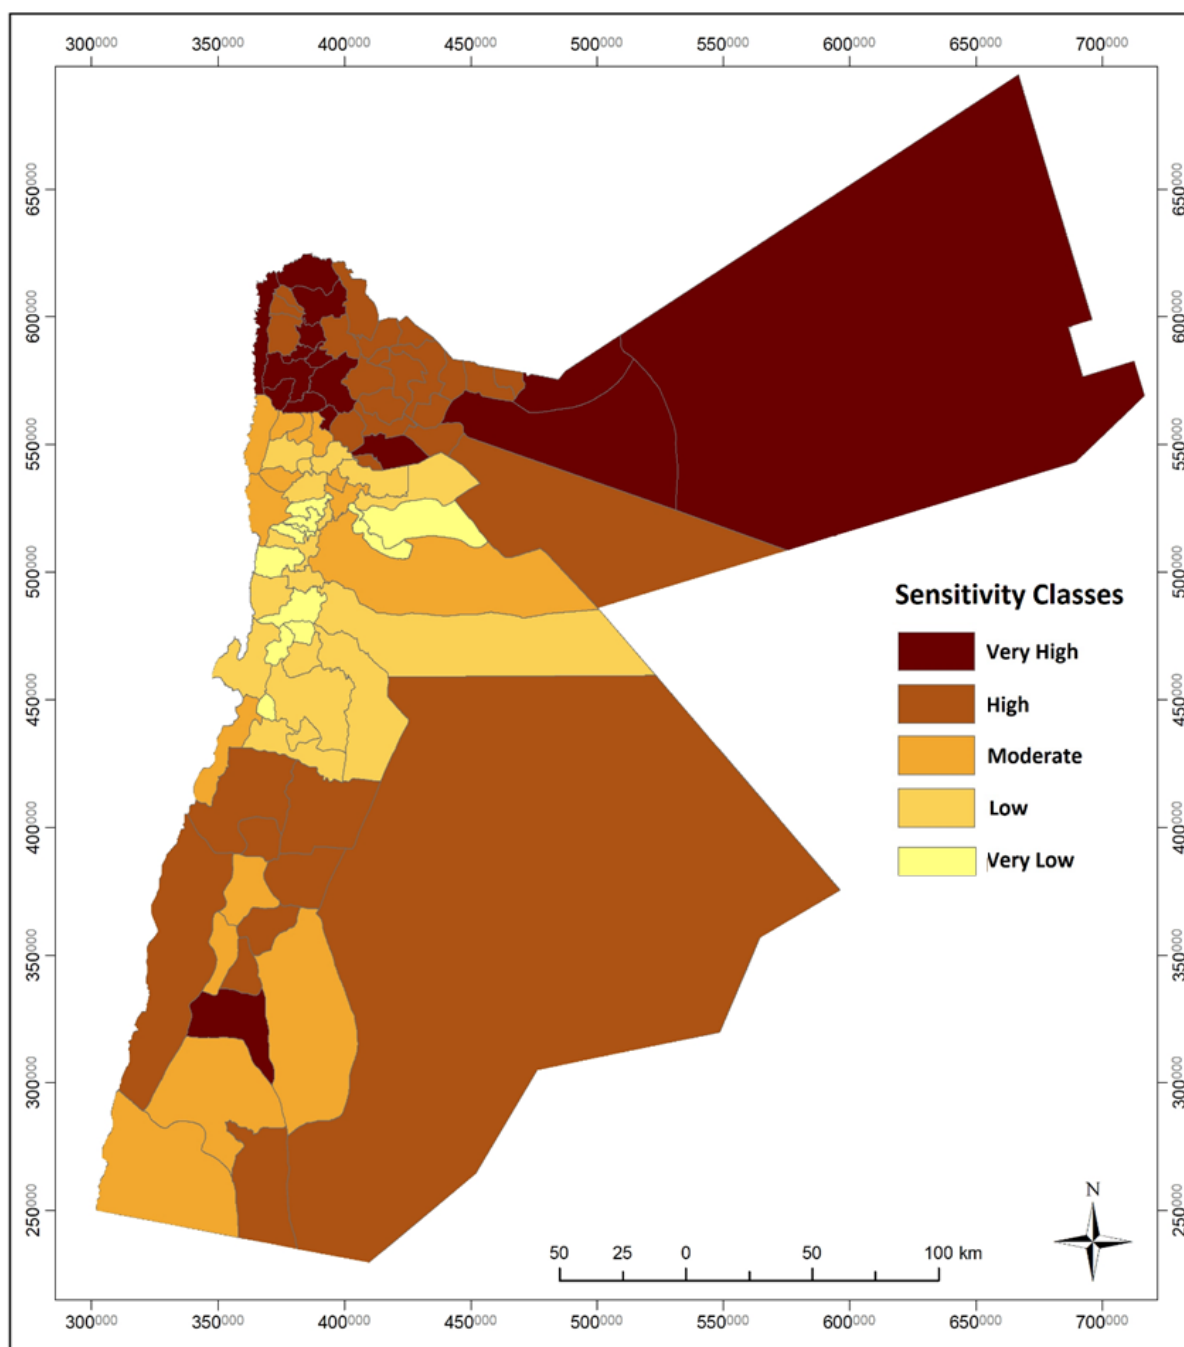 300000 350000 400000 450000 500000 550000 600000 650000 700000
650000 650000
600000 600000
550000 550000
500000 500000
Sensitivity Classes
Very High
High
450000 450000
Moderate
Low
400000 400000
Very Low
350000 350000
300000 300000
N
250000 250000
50 25 0 50 100 km
300000 350000 400000 450000 500000 550000 600000 650000 700000